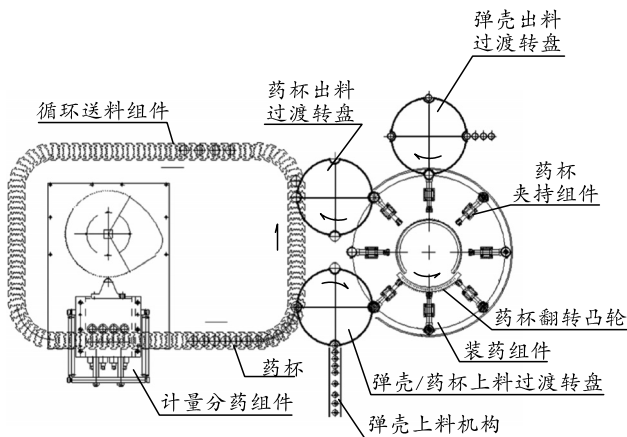 弹壳出料
过渡转盘
药杯出料
过渡转盘
循环送料组件
药杯
夹持组件
药杯翻转凸轮
装药组件
药杯
弹壳/药杯上料过渡转盘
计量分药组件
弹壳上料机构